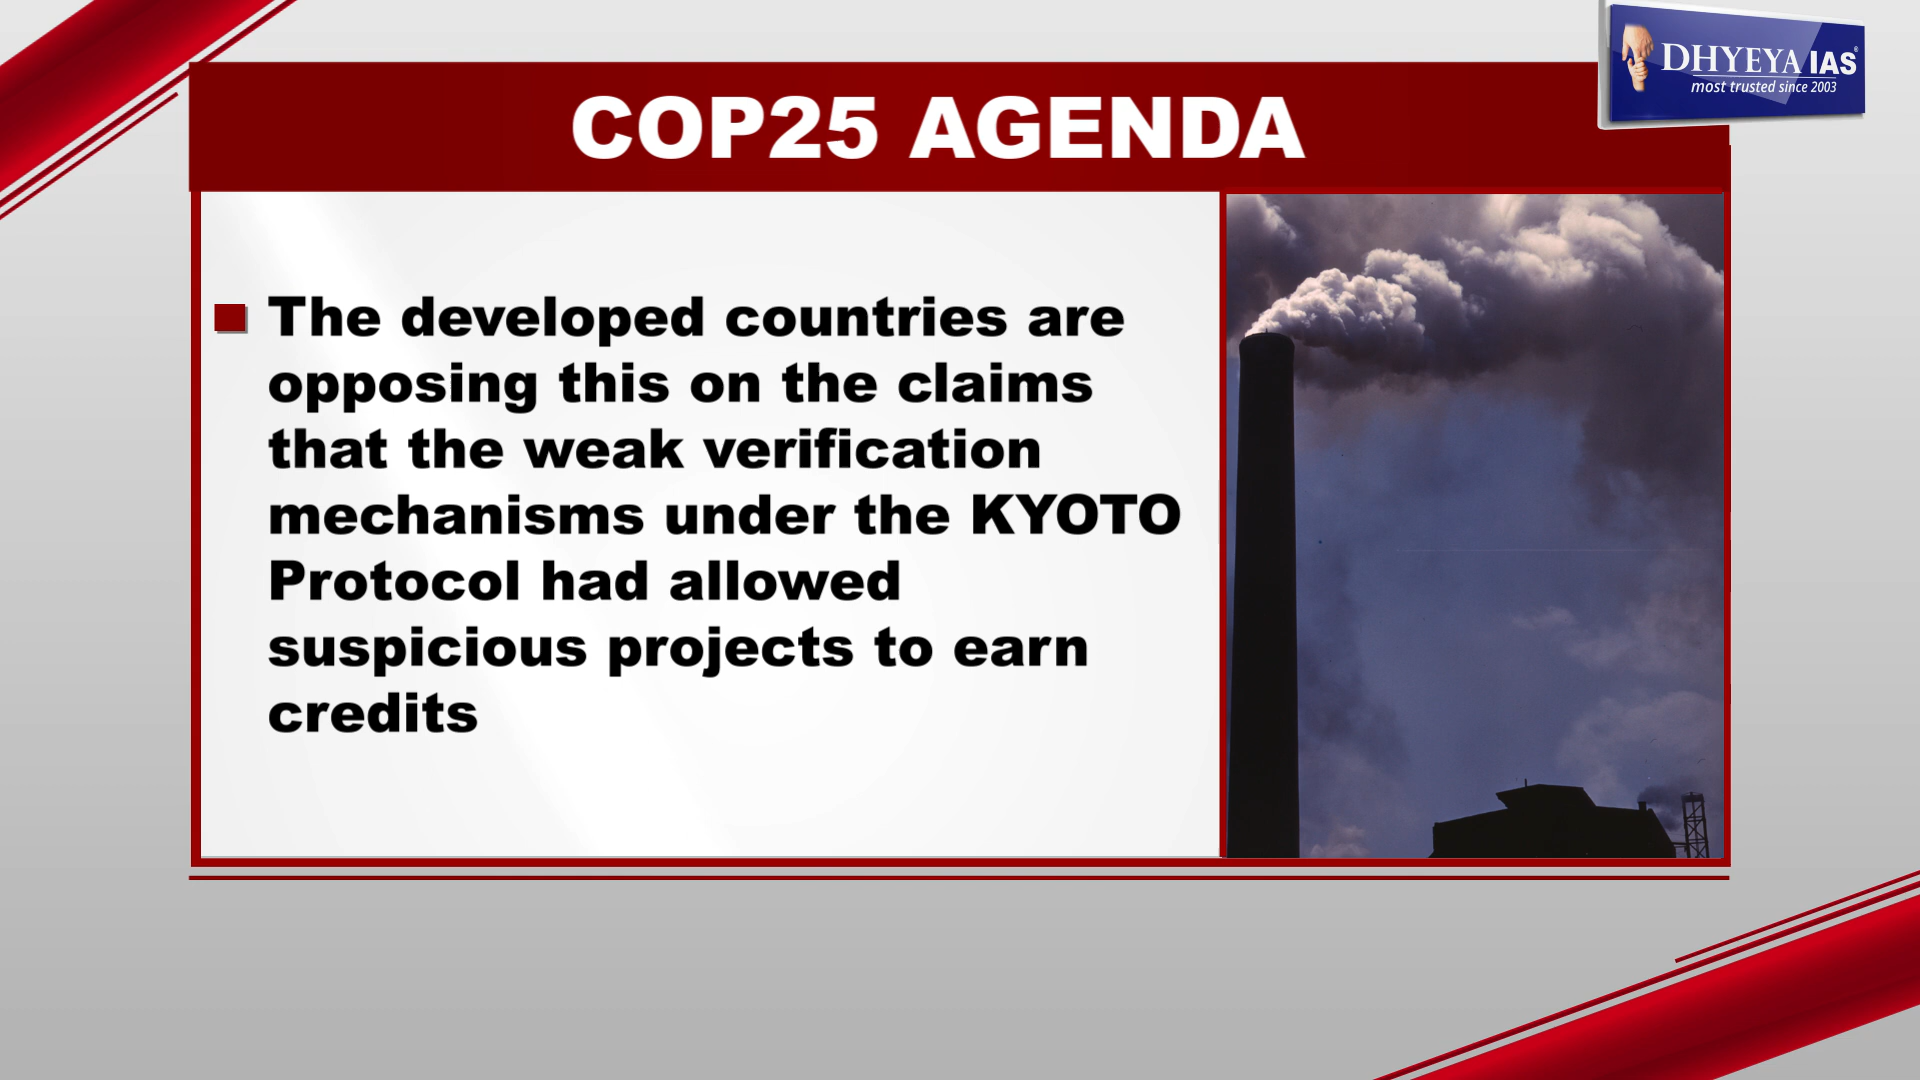 DHYEYA IAS®
most trusted since 2003
COP25 AGENDA
The developed countries are
opposing this on the claims
that the weak verification
mechanisms under the KYOTO
Protocol had allowed
suspicious projects to earn
credits